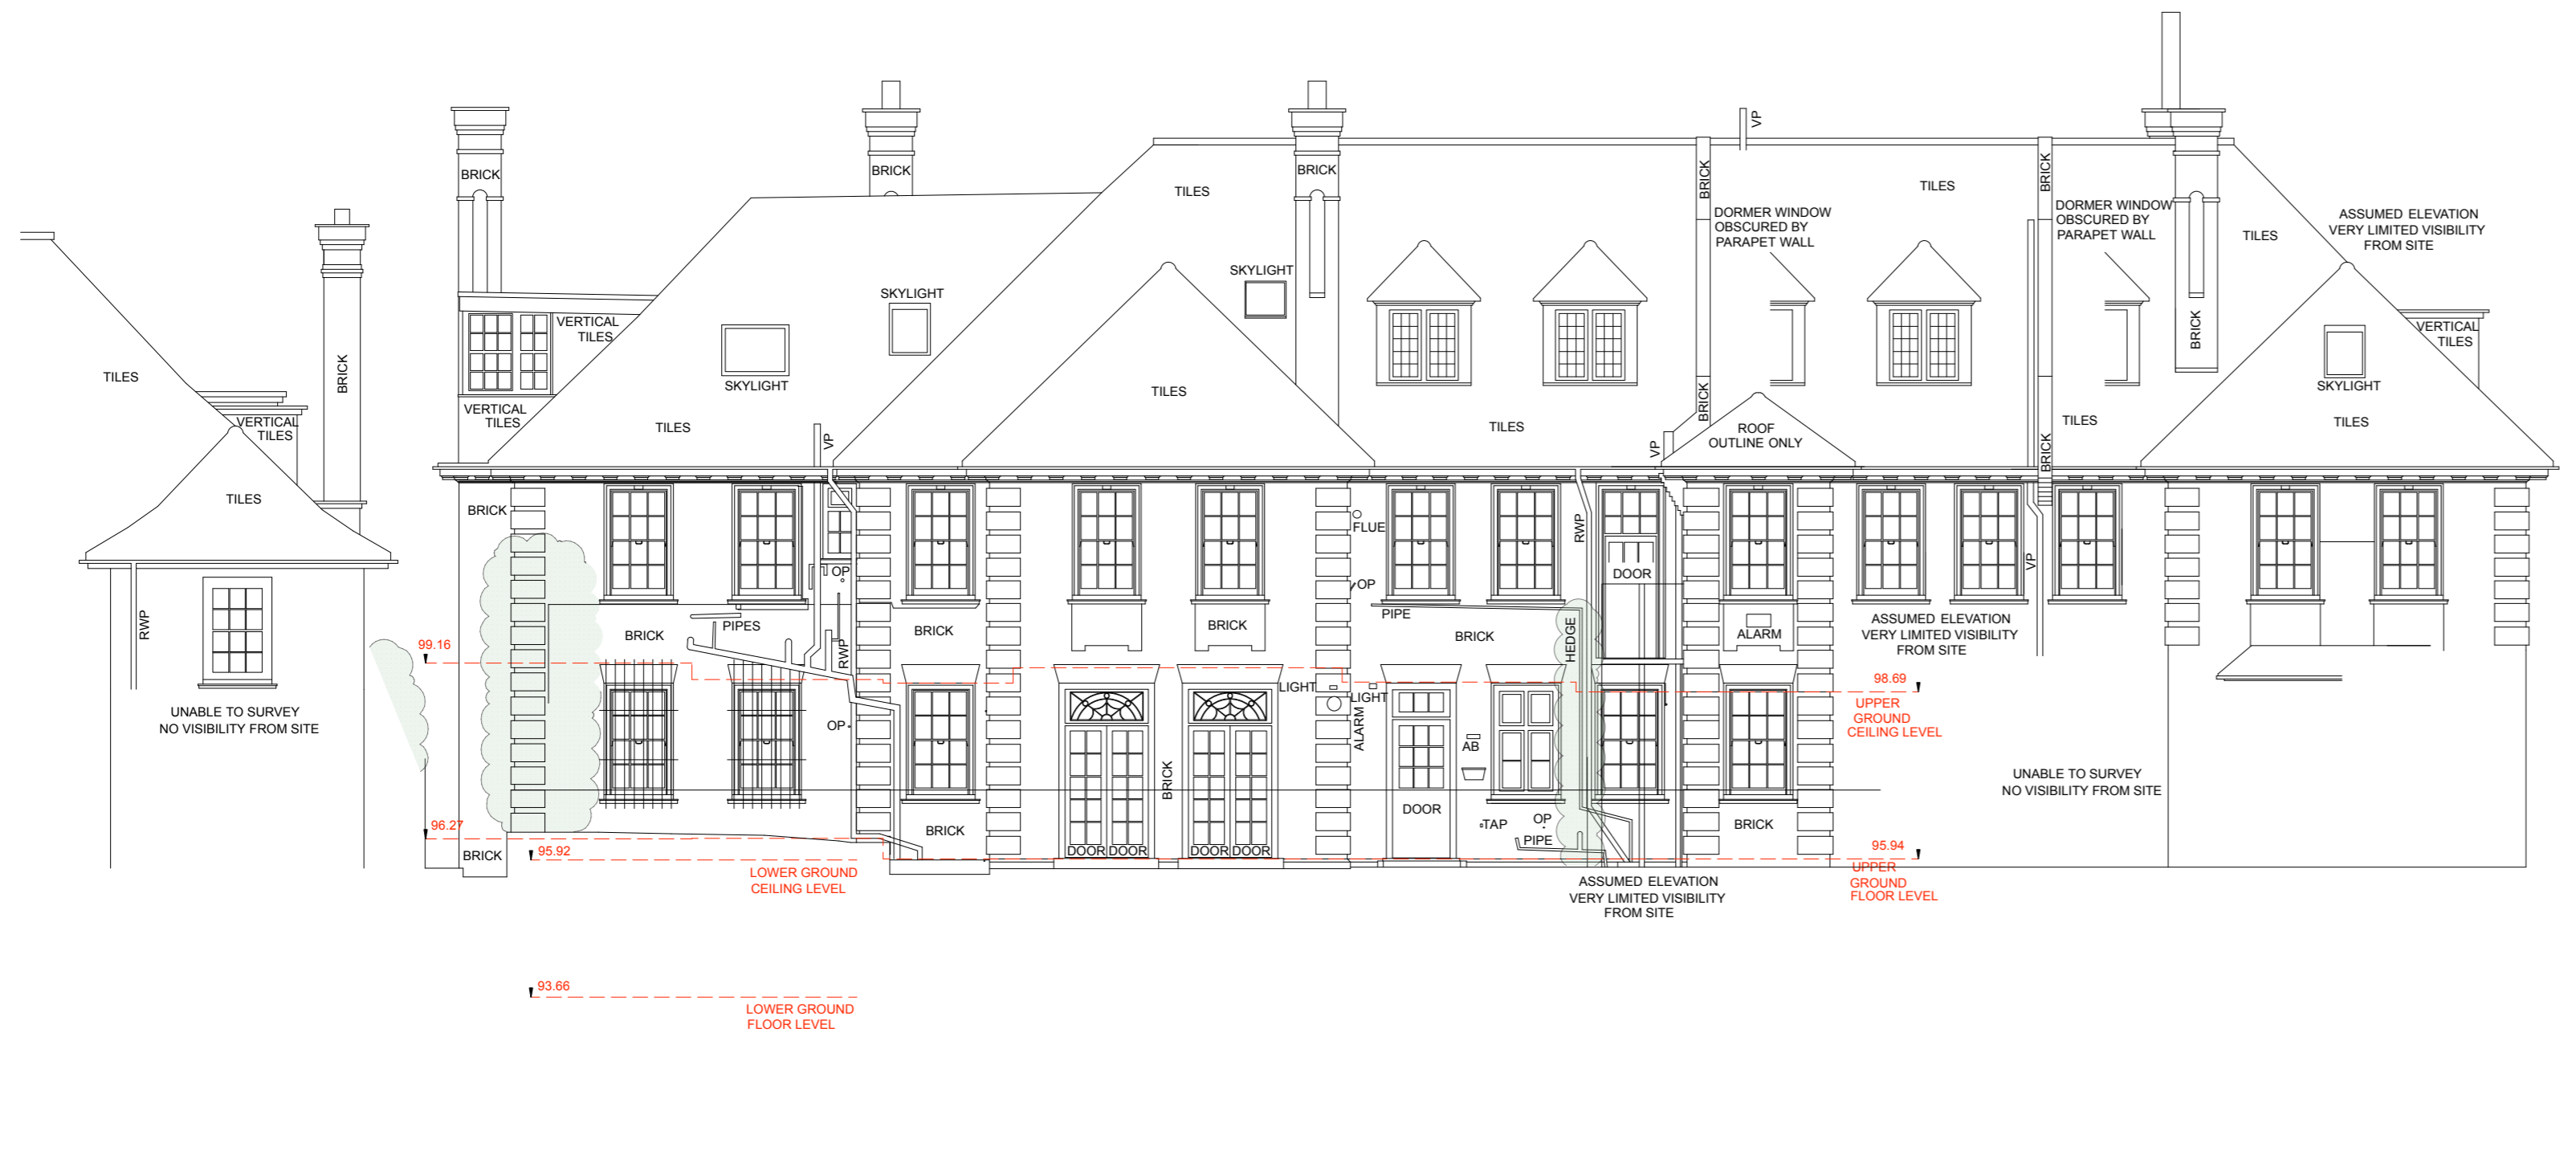 VP
BRICK
BRICK
BRICK
BRICK
BRICK
TILES
TILES
DORMER WINDOW
OBSCURED BY
PARAPET WALL
DORMER WINDOW
OBSCURED BY
PARAPET WALL
TILES
ASSUMED ELEVATION
VERY LIMITED VISIBILITY
FROM SITE
SKYLIGHT
SKYLIGHT
VERTICAL
TILES
BRICK
VERTICAL
TILES
TILES
BRICK
SKYLIGHT
SKYLIGHT
TILES
VERTICAL
TILES
BRICK
VERTICAL
TILES
TILES
VP
TILES
VP
ROOF
OUTLINE ONLY
TILES
BRICK
TILES
TILES
BRICK
FLUE
RWP
VP
OP
OP
DOOR
RWP
PIPES
BRICK
RWP
BRICK
BRICK
PIPE
BRICK
HEDGE
ALARM
ASSUMED ELEVATION
VERY LIMITED VISIBILITY
FROM SITE
99.16
98.69
UPPER
GROUND
CEILING LEVEL
UNABLE TO SURVEY
NO VISIBILITY FROM SITE
OP
LIGHT
LIGHT
ALARM
AB
BRICK
DOOR
UNABLE TO SURVEY
NO VISIBILITY FROM SITE
96.27
BRICK
BRICK
TAP
OP
PIPE
BRICK
95.94
UPPER
GROUND
FLOOR LEVEL
BRICK
95.92
LOWER GROUND
CEILING LEVEL
DOOR DOOR
DOOR DOOR
ASSUMED ELEVATION
VERY LIMITED VISIBILITY
FROM SITE
93.66
LOWER GROUND
FLOOR LEVEL